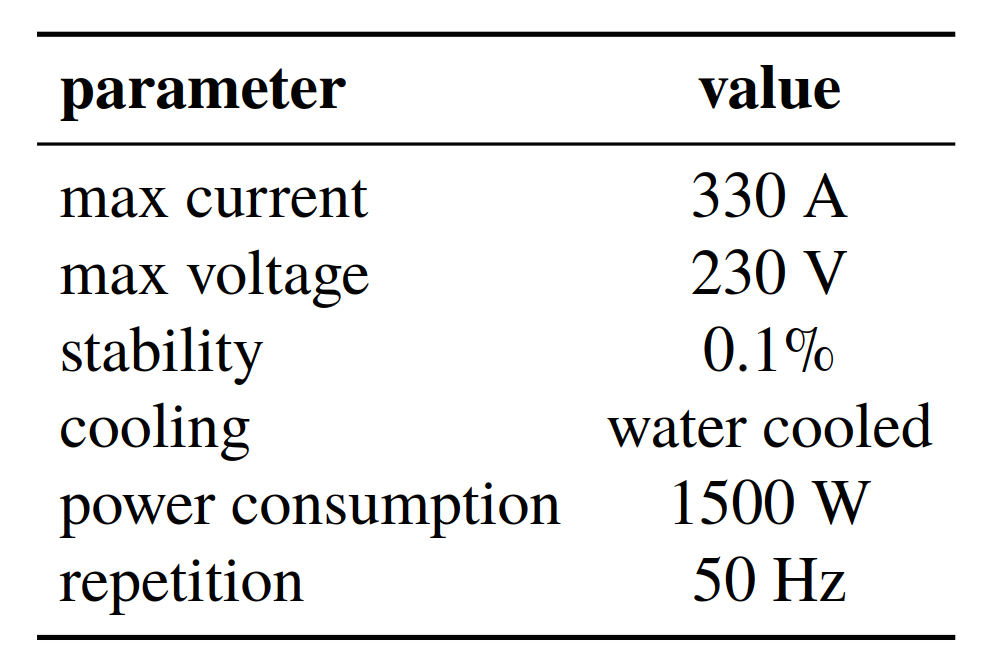 parameter value
max current 330 A
max voltage 230 V
stability 0.1%
cooling water cooled
power consumption 1500 W
repetition 50 Hz